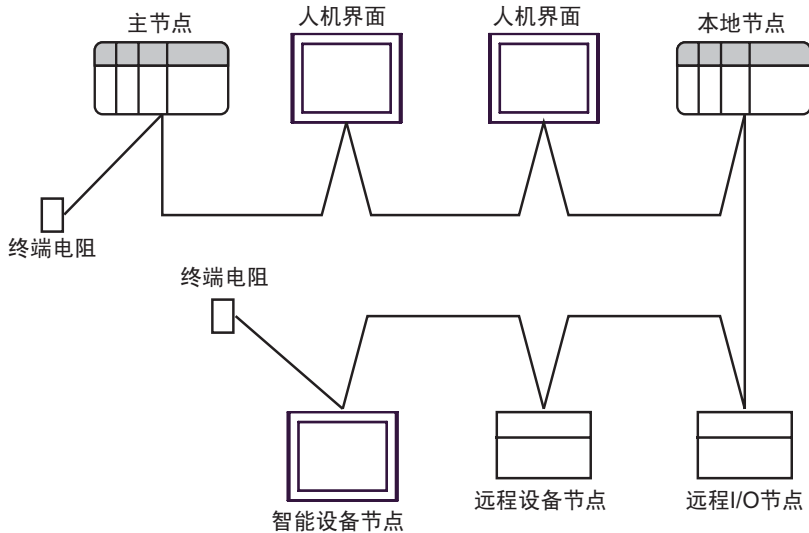 主节点
人机界面
人机界面
本地节点
终端电阻
终端电阻
智能设备节点
远程设备节点
远程I/O节点